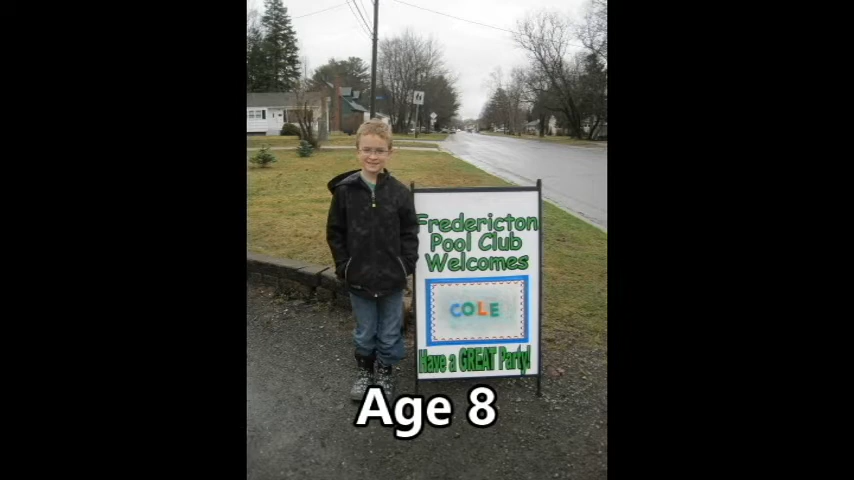 Fredericton
Pool Club
Welcomes
COLE
Have a GREAT Party!
Age 8